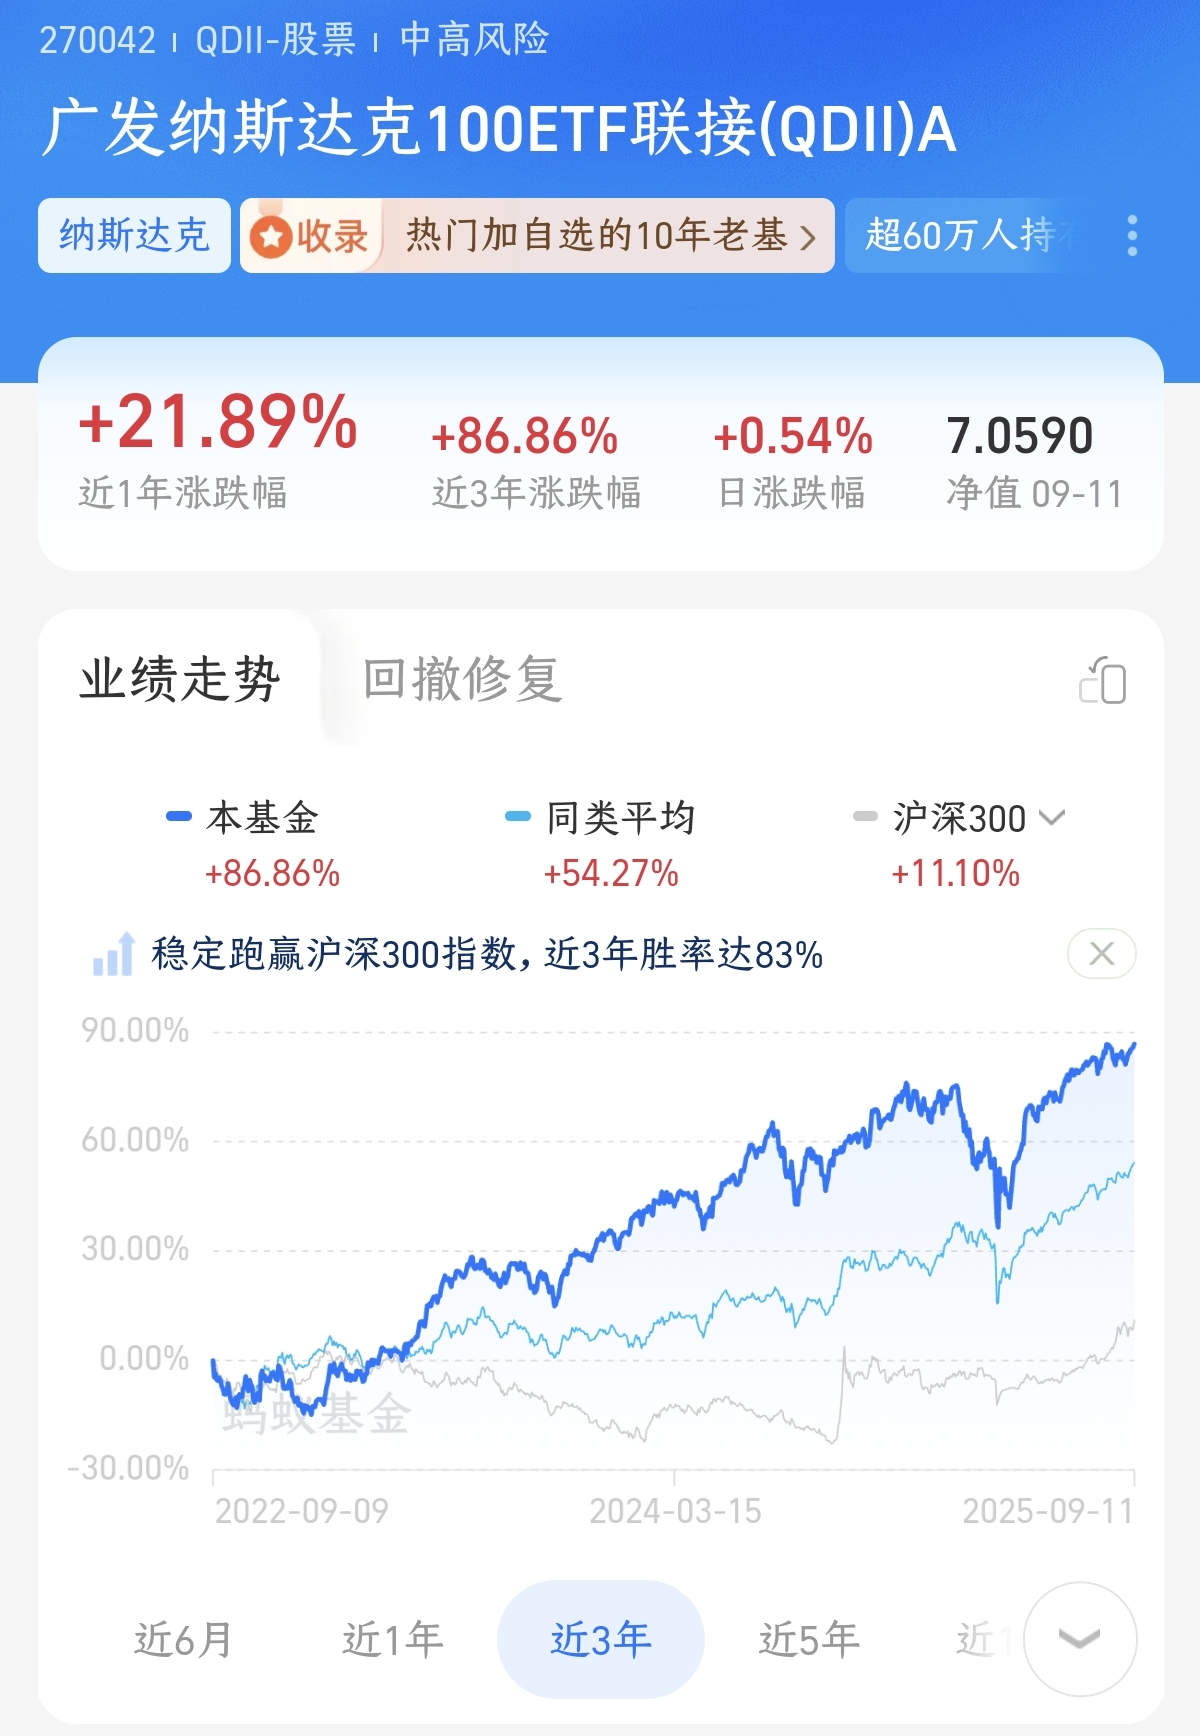 270042 | QDII-股票 | 中高风险
广发纳斯达克100ETF联接(QDII)A
纳斯达克 收录 热门加自选的10年老基 超60万人持
+21.89% +86.86% +0.54% 7.0590
近1年涨跌幅 近3年涨跌幅 日涨跌幅 净值 09-11
业绩走势 回撤修复
本基金 同类平均 沪深300
+86.86% +54.27% +11.10%
稳定跑赢沪深300指数，近3年胜率达83%
90.00%
60.00%
30.00%
0.00%
蚂蚁基金
-30.00%
2022-09-09 2024-03-15 2025-09-11
近6月 近1年 近3年 近5年 近